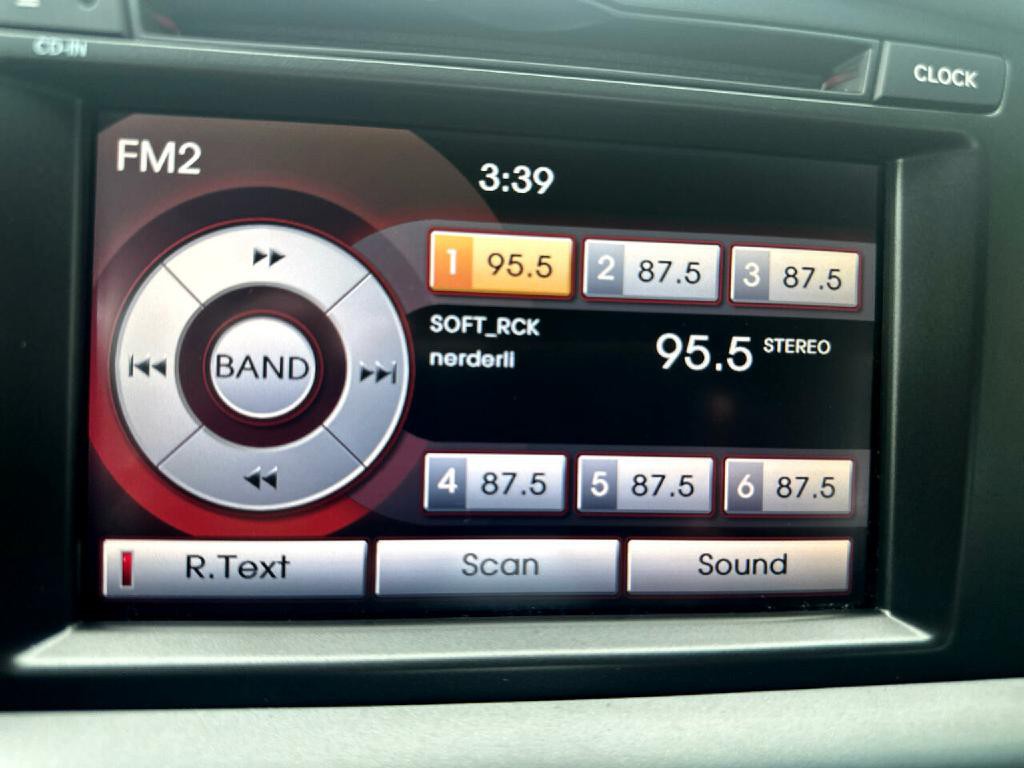 CD-IN
CLOCK
FM2
3:39
1 95.5
2 87.5
3 87.5
SOFT_RCK
nerderli
95.5 STEREO
BAND
4 87.5
5 87.5
6 87.5
R.Text
Scan
Sound